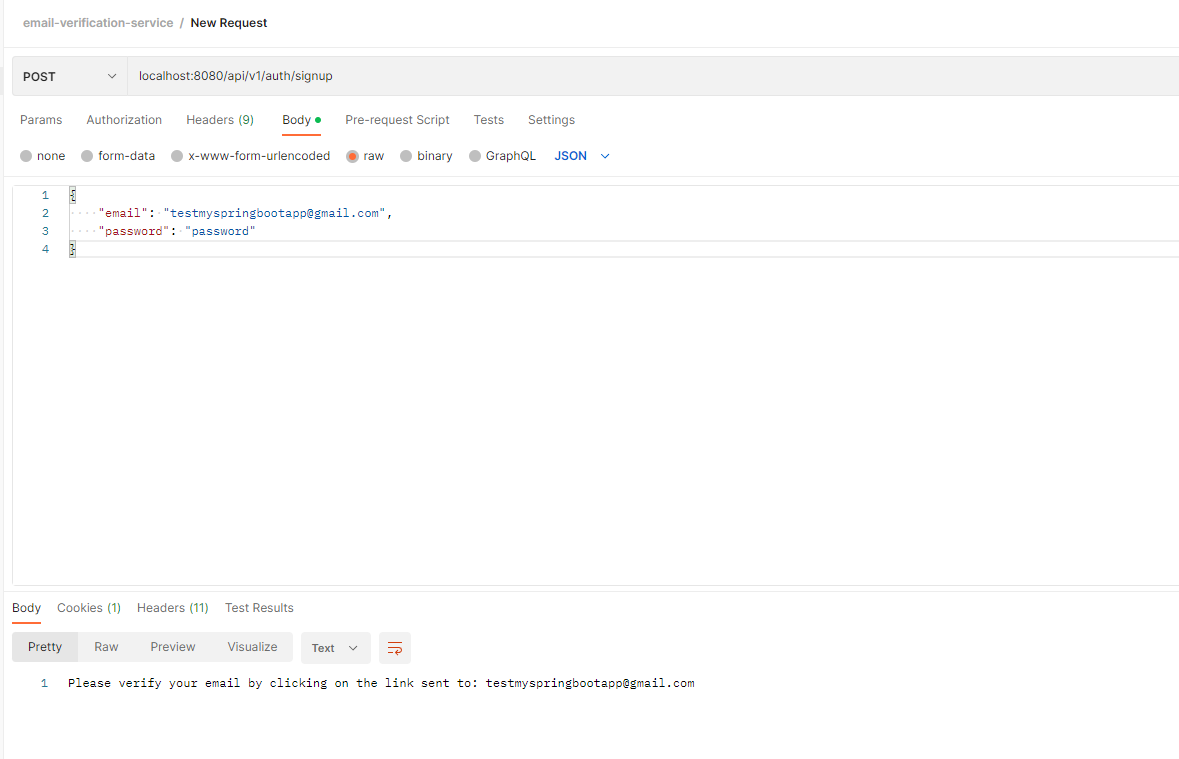 email-verification-service / New Request
POST localhost:8080/api/v1/auth/signup
Params Authorization Headers (9) Body Pre-request Script Tests Settings
none form-data x-www-form-urlencoded raw binary GraphQL JSON
1 {
2 ····"email":·"testmyspringbootapp@gmail.com",
3 ····"password":·"password"
4 }
Body Cookies (1) Headers (11) Test Results
Pretty Raw Preview Visualize Text
1 Please verify your email by clicking on the link sent to: testmyspringbootapp@gmail.com